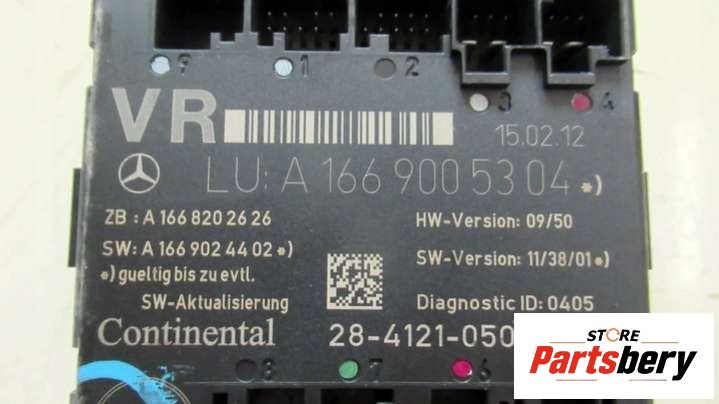 9 1 2 3 4
VR 15.02.12
LU: A 166 900 53 04 *)
ZB : A 166 820 26 26
HW-Version: 09/50
SW: A 166 902 44 02 *)
SW-Version: 11/38/01 *)
*) gueltig bis zu evtl.
SW-Aktualisierung
Diagnostic ID: 0405
Continental 28-4121-050
8 7 6
STORE
Partsbery